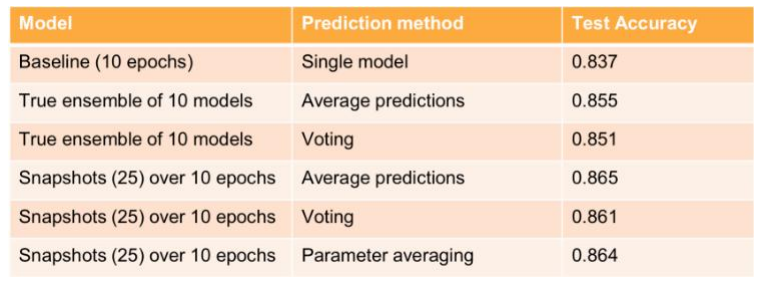 Model Prediction method Test Accuracy
Baseline (10 epochs) Single model 0.837
True ensemble of 10 models Average predictions 0.855
True ensemble of 10 models Voting 0.851
Snapshots (25) over 10 epochs Average predictions 0.865
Snapshots (25) over 10 epochs Voting 0.861
Snapshots (25) over 10 epochs Parameter averaging 0.864